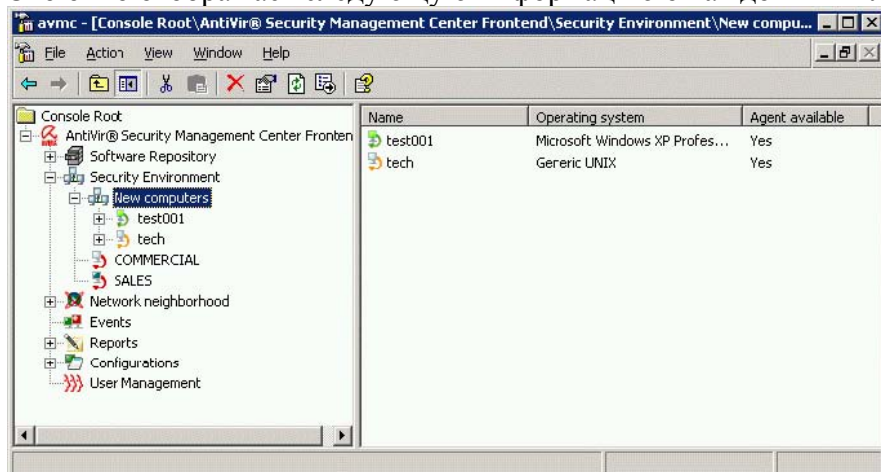 avmc - [Console Root\AntiVir® Security Management Center Frontend\Security Environment\New compu...
File Action View Window Help
Console Root
AntiVir® Security Management Center Fronten
Software Repository
Security Environment
New computers
test001
tech
COMMERCIAL
SALES
Network neighborhood
Events
Reports
Configurations
User Management
Name Operating system Agent available
test001 Microsoft Windows XP Profes... Yes
tech Generic UNIX Yes